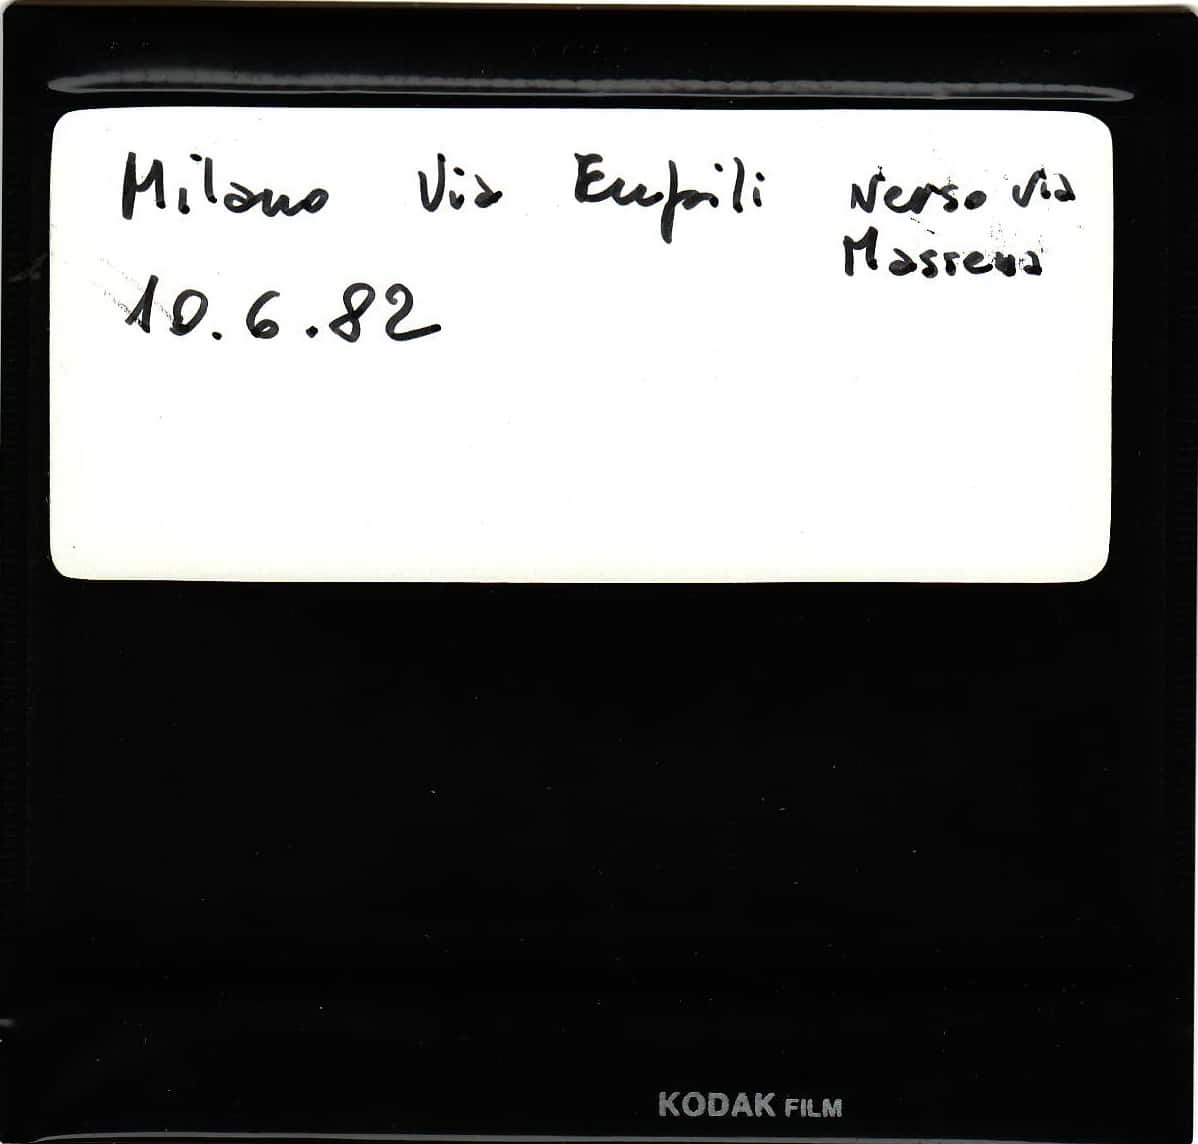 Milano Via Eupili verso via
Massena
10.6.82
KODAK FILM